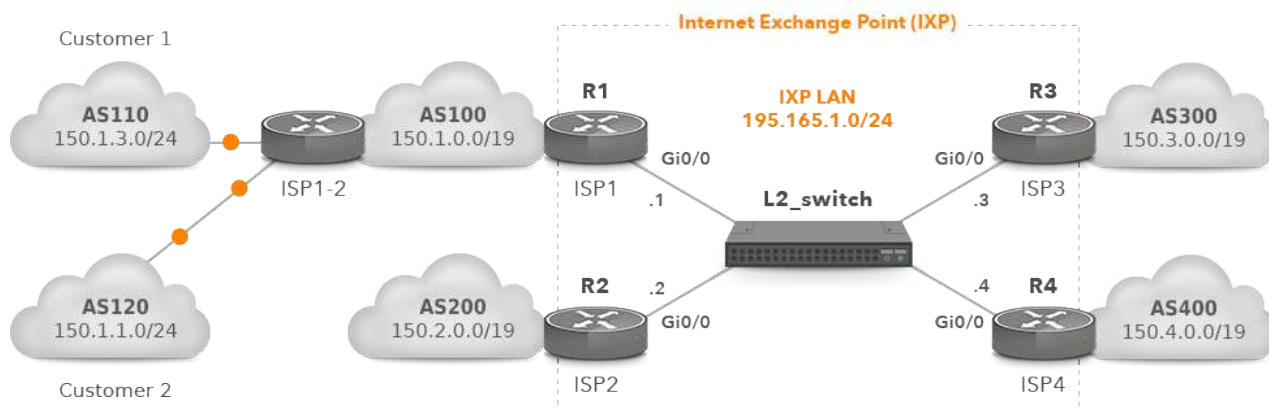 Internet Exchange Point (IXP)
Customer 1
AS110
150.1.3.0/24
ISP1-2
AS100
150.1.0.0/19
R1
ISP1
Gi0/0
.1
IXP LAN
195.165.1.0/24
R3
Gi0/0
ISP3
.3
AS300
150.3.0.0/19
L2_switch
AS120
150.1.1.0/24
Customer 2
AS200
150.2.0.0/19
R2
.2
Gi0/0
ISP2
R4
.4
Gi0/0
ISP4
AS400
150.4.0.0/19